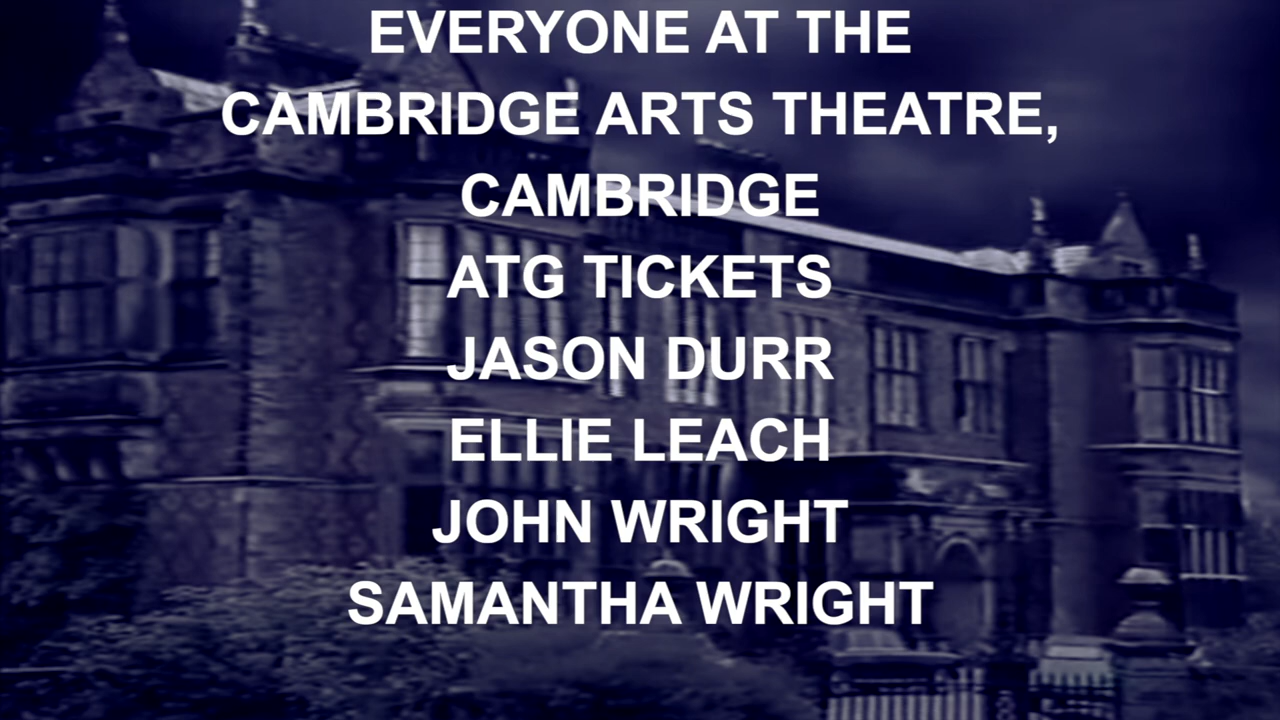 EVERYONE AT THE
CAMBRIDGE ARTS THEATRE,
CAMBRIDGE
ATG TICKETS
JASON DURR
ELLIE LEACH
JOHN WRIGHT
SAMANTHA WRIGHT